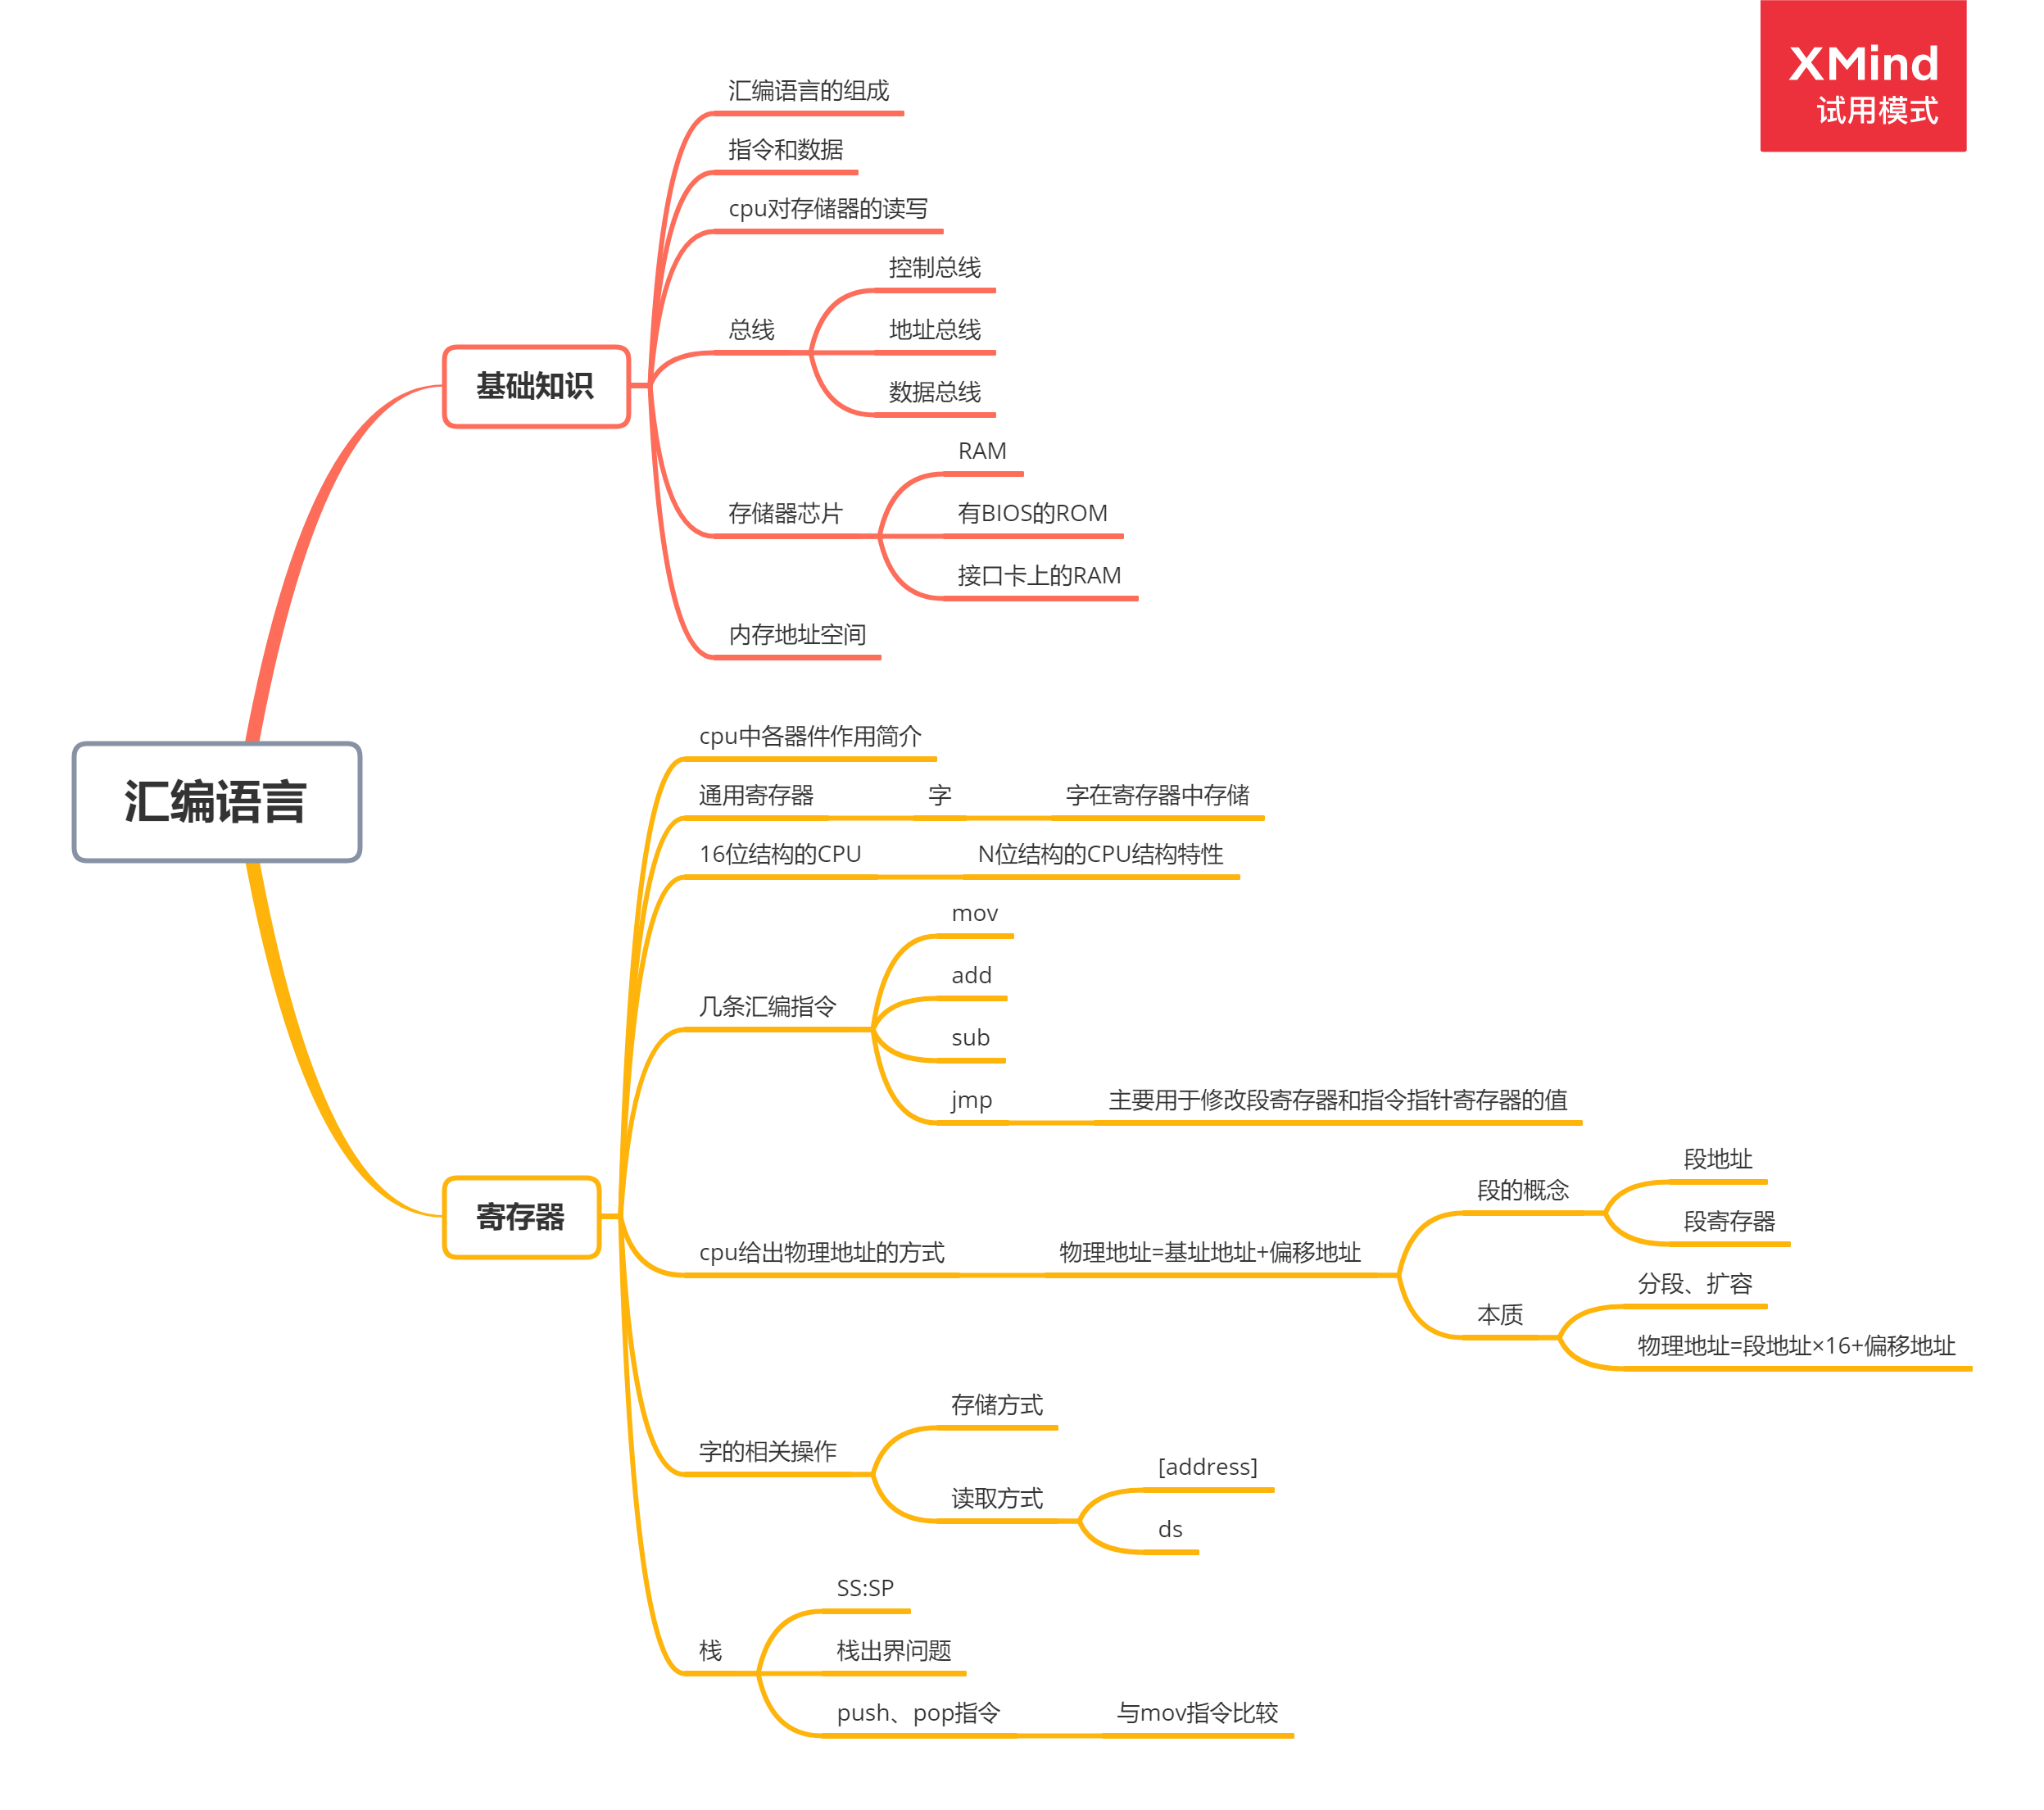 XMind
试用模式
汇编语言
基础知识
汇编语言的组成
指令和数据
cpu对存储器的读写
总线
控制总线
地址总线
数据总线
存储器芯片
RAM
有BIOS的ROM
接口卡上的RAM
内存地址空间
寄存器
cpu中各器件作用简介
通用寄存器
字
字在寄存器中存储
16位结构的CPU
N位结构的CPU结构特性
几条汇编指令
mov
add
sub
jmp
主要用于修改段寄存器和指令指针寄存器的值
cpu给出物理地址的方式
物理地址=基址地址+偏移地址
段的概念
段地址
段寄存器
本质
分段、扩容
物理地址=段地址×16+偏移地址
字的相关操作
存储方式
读取方式
[address]
ds
栈
SS:SP
栈出界问题
push、pop指令
与mov指令比较